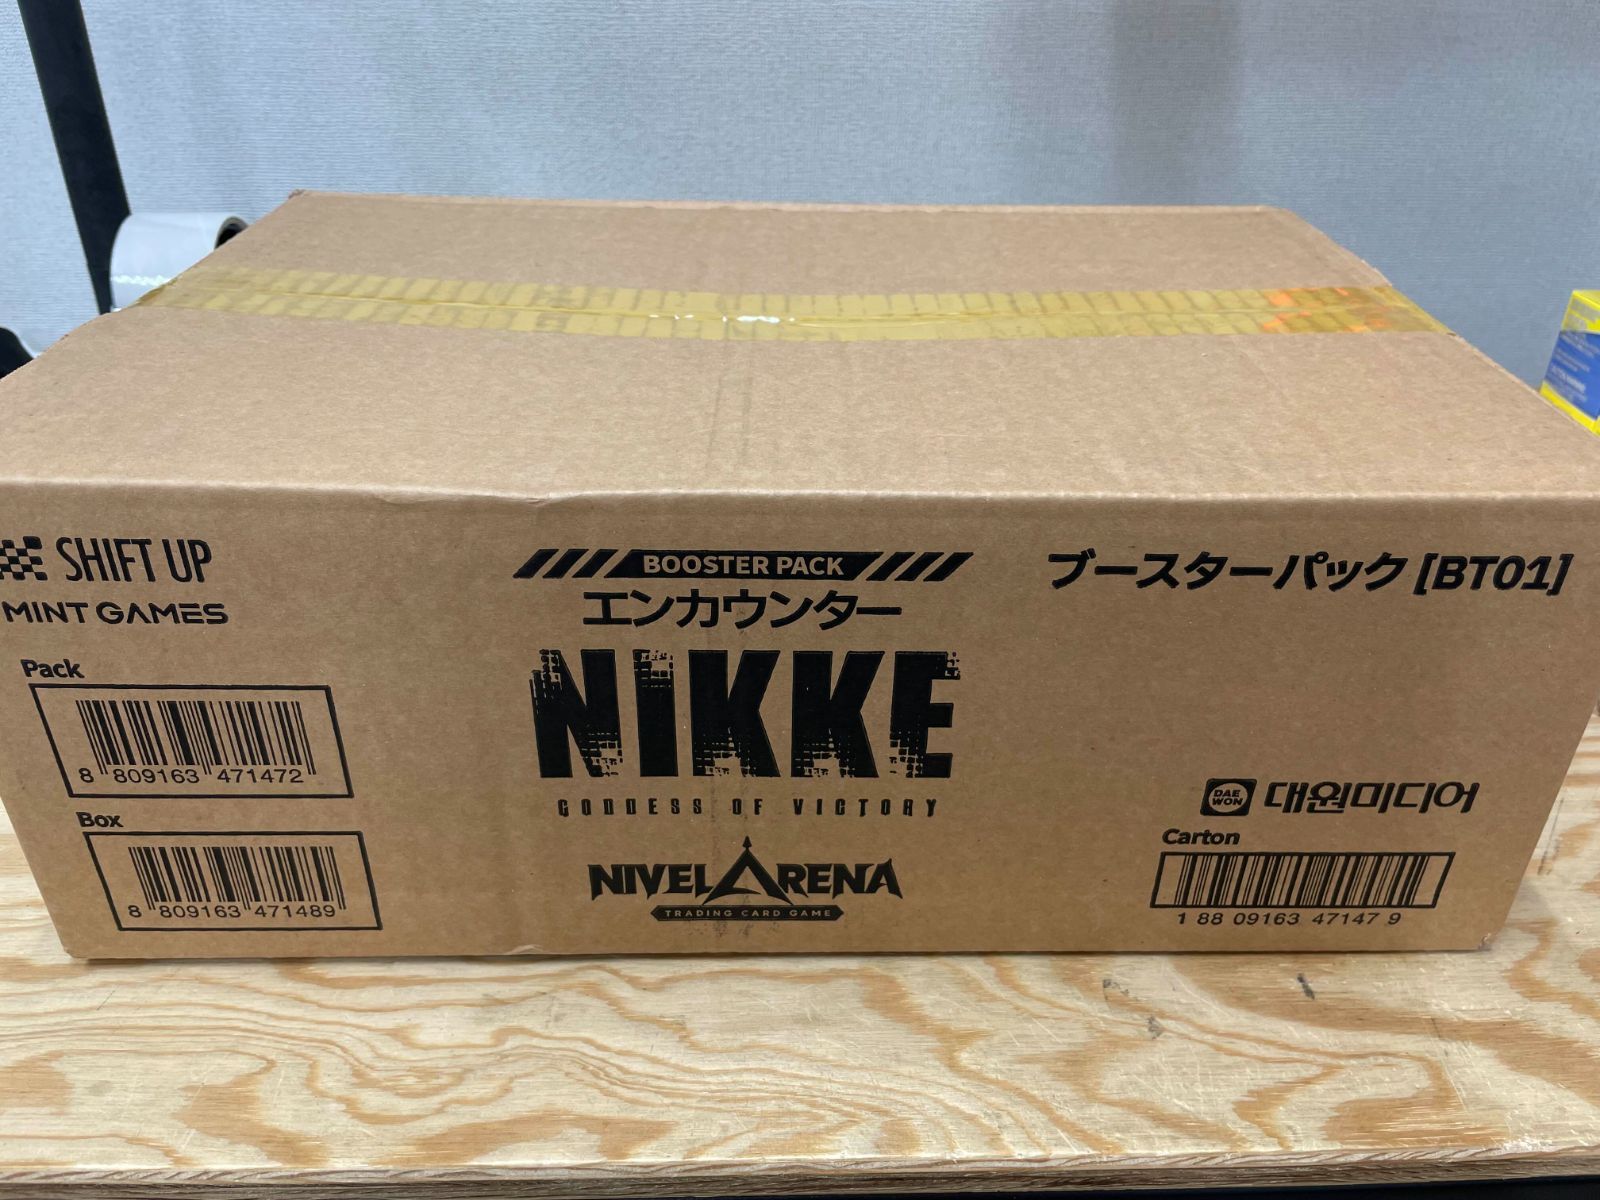 SHIFT UP
MINT GAMES
Pack
8 809163 471472
Box
8 809163 471489
BOOSTER PACK
エンカウンター
NIKKE
GODDESS OF VICTORY
NIVEL ARENA
TRADING CARD GAME
ブースターパック [BT01]
DAE WON 대원미디어
Carton
1 88 09163 47147 9